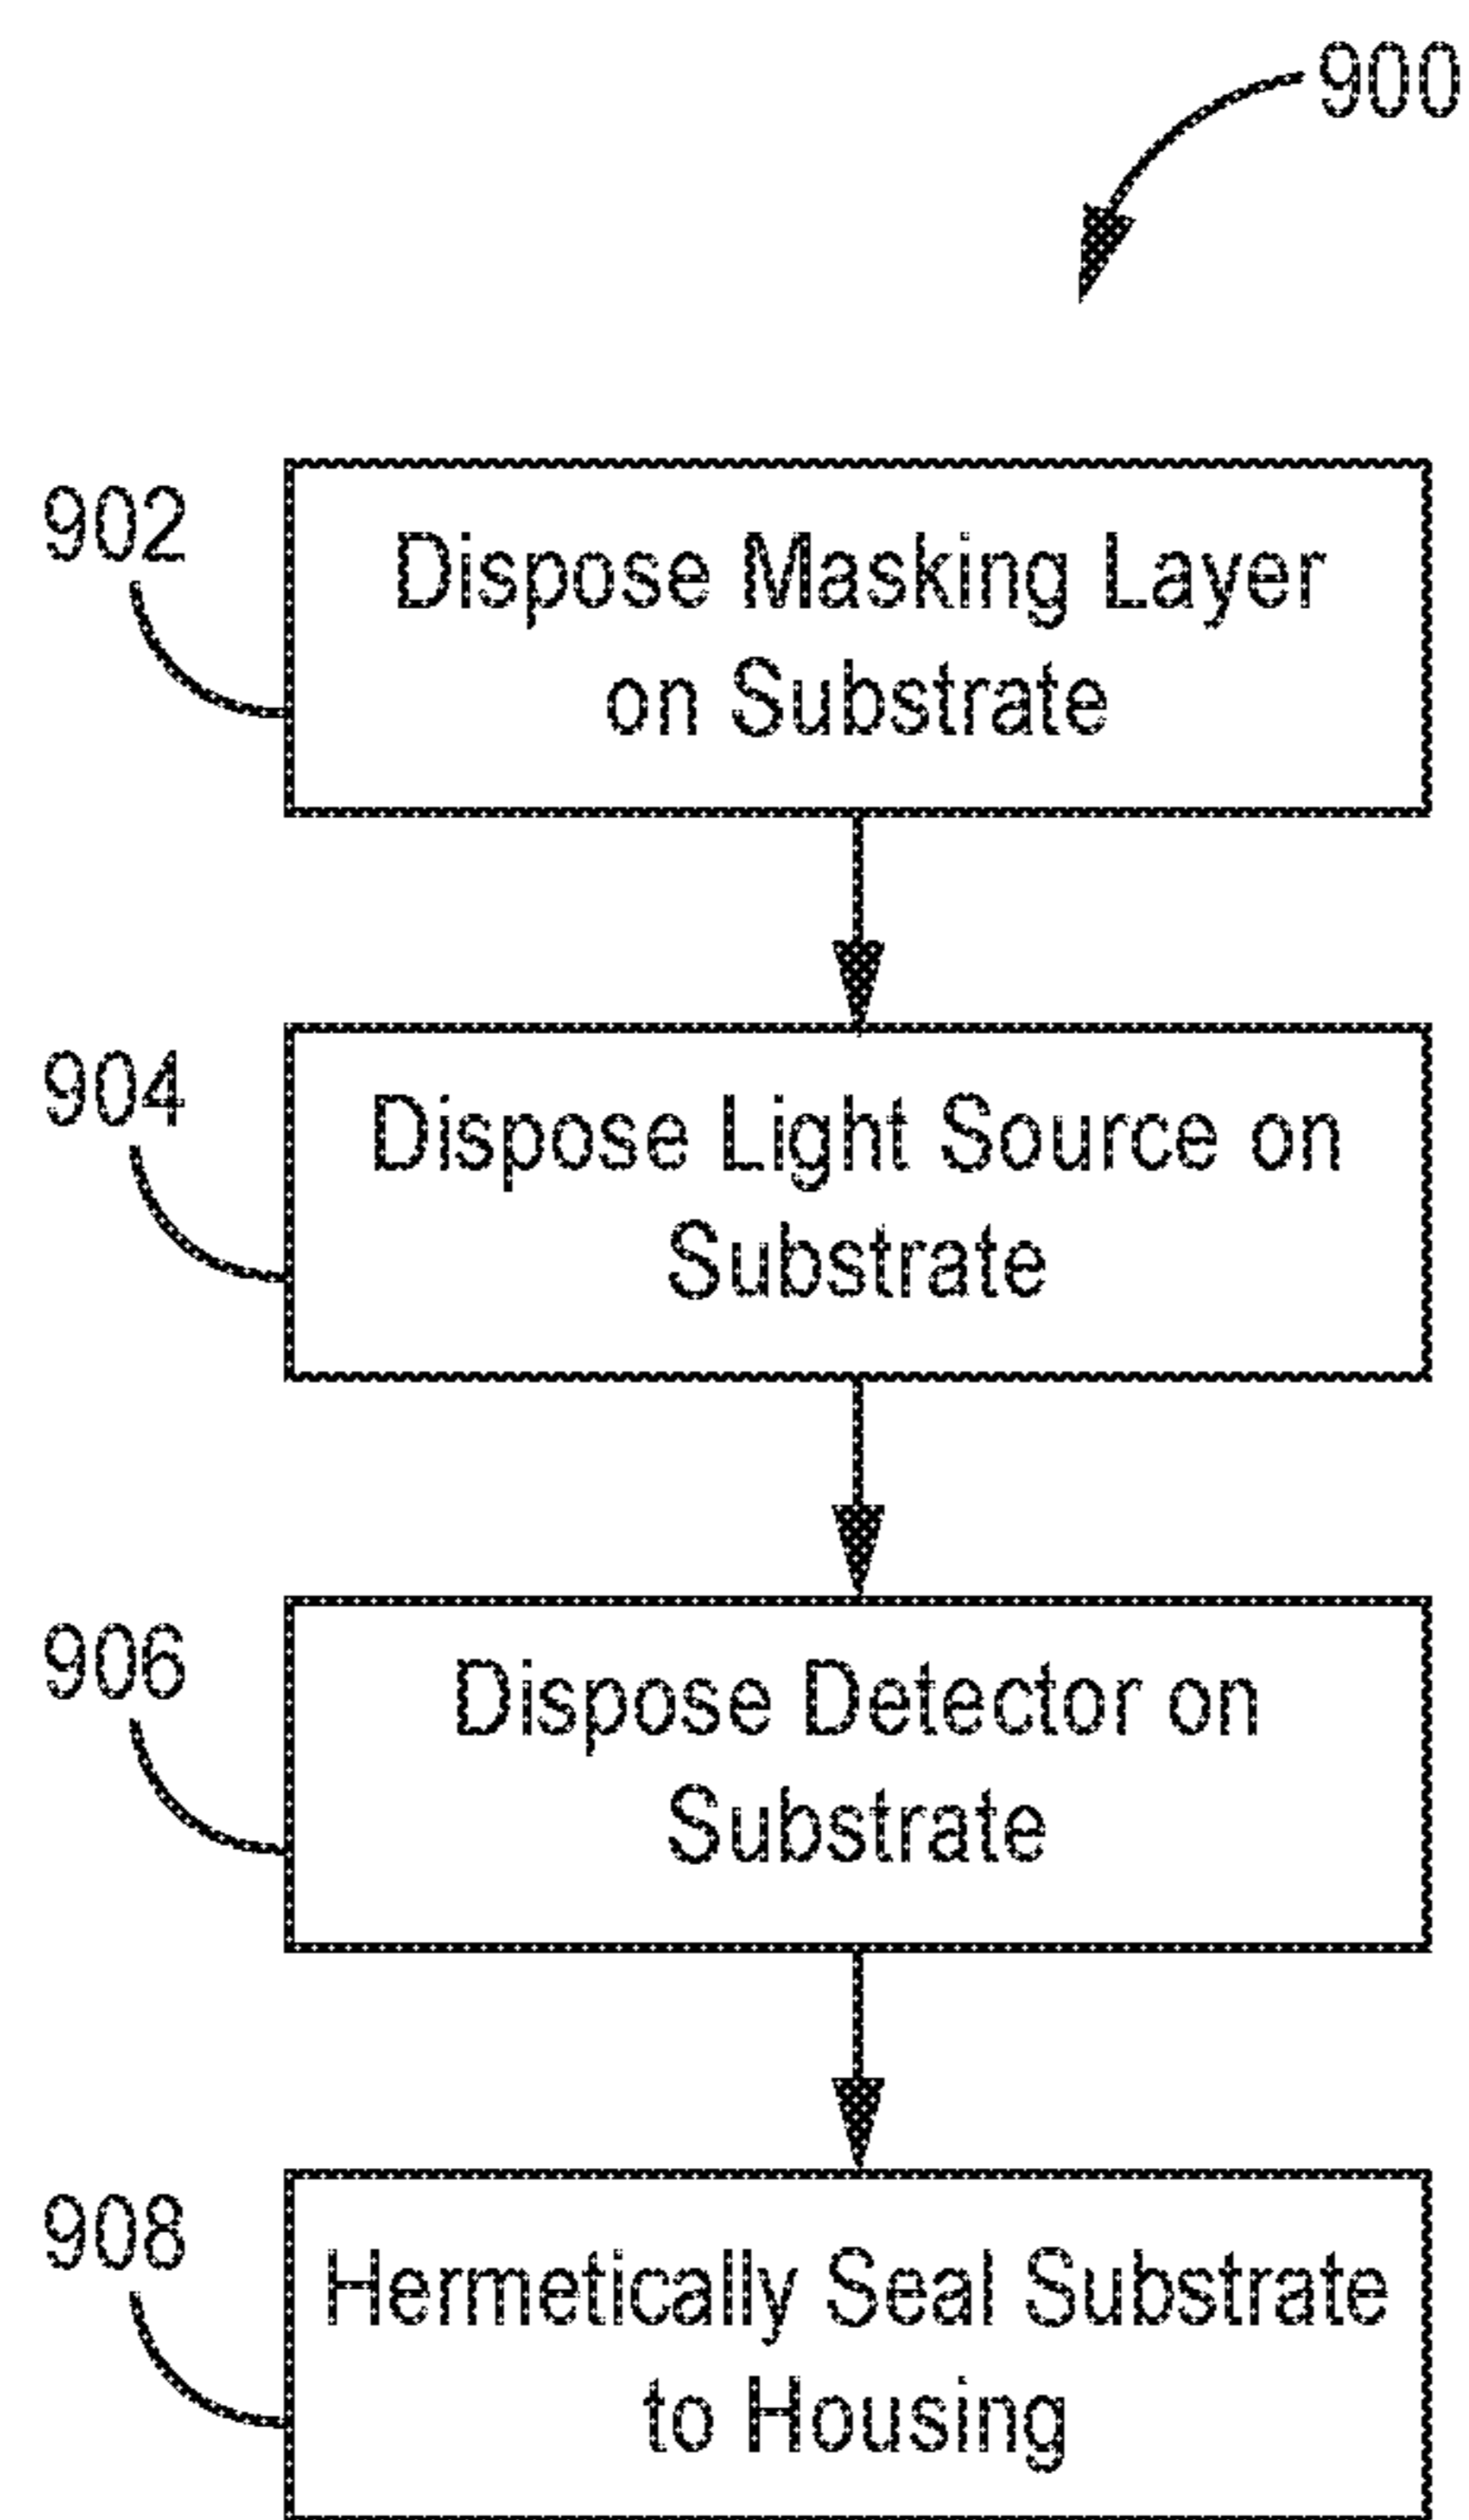 900
902
Dispose Masking Layer
on Substrate
904
Dispose Light Source on
Substrate
906
Dispose Detector on
Substrate
908
Hermetically Seal Substrate
to Housing